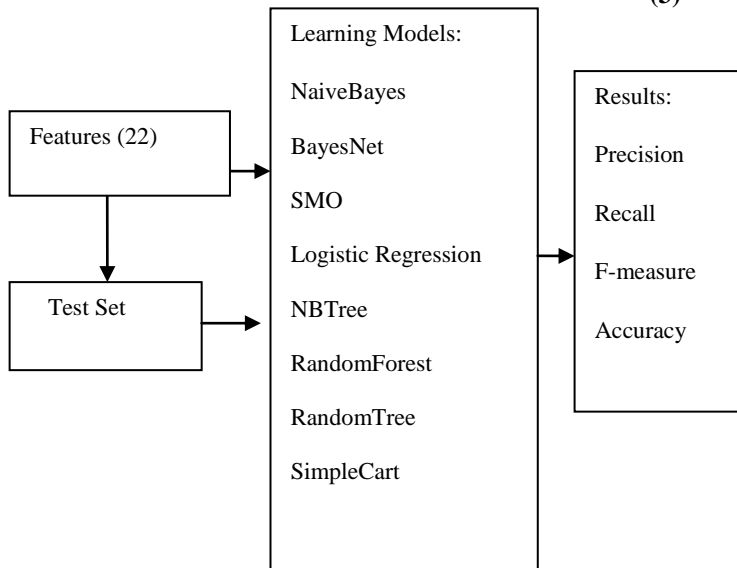 (3)
Features (22)
Test Set
Learning Models:
NaiveBayes
BayesNet
SMO
Logistic Regression
NBTree
RandomForest
RandomTree
SimpleCart
Results:
Precision
Recall
F-measure
Accuracy